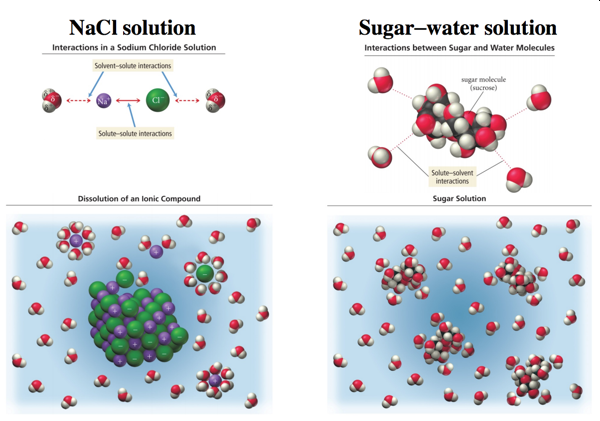 NaCl solution
Interactions in a Sodium Chloride Solution
Solvent–solute interactions
δ⁻ Na⁺ Cl⁻ δ⁺
Solute–solute interactions
Dissolution of an Ionic Compound
Sugar–water solution
Interactions between Sugar and Water Molecules
sugar molecule
(sucrose)
Solute–solvent
interactions
Sugar Solution